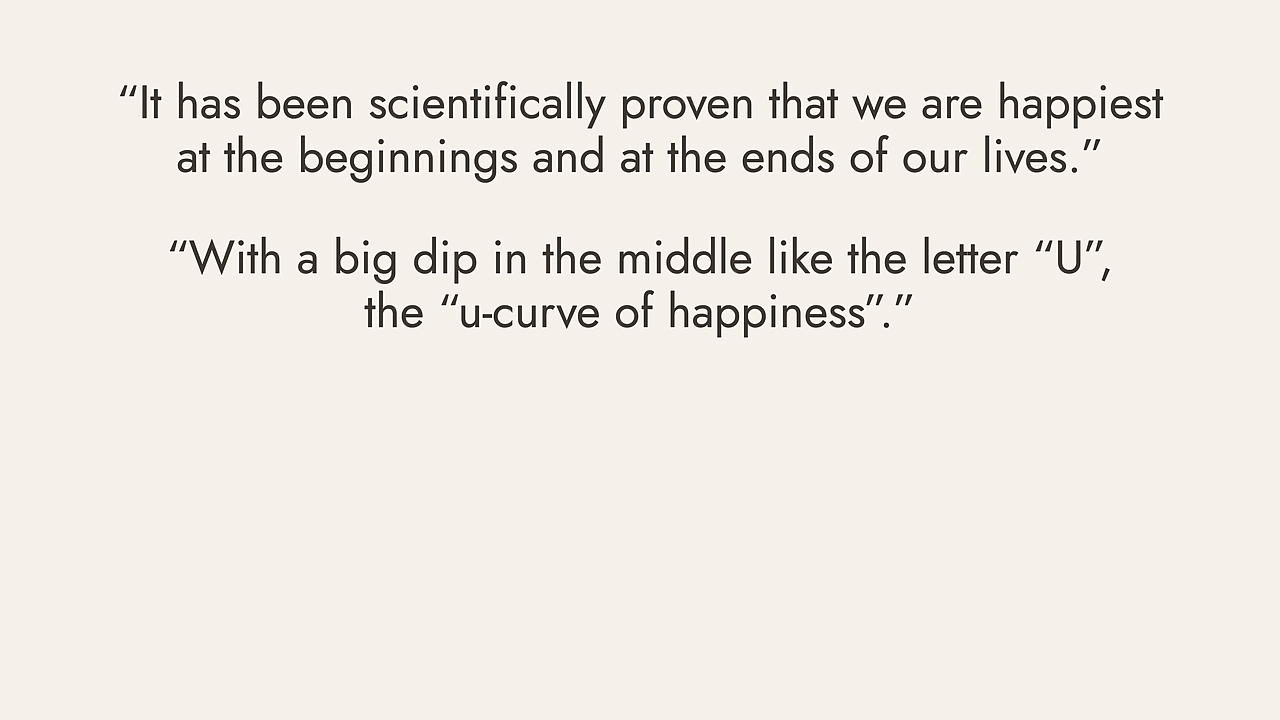 “It has been scientifically proven that we are happiest
at the beginnings and at the ends of our lives.”
“With a big dip in the middle like the letter “U”,
the “u-curve of happiness”.”